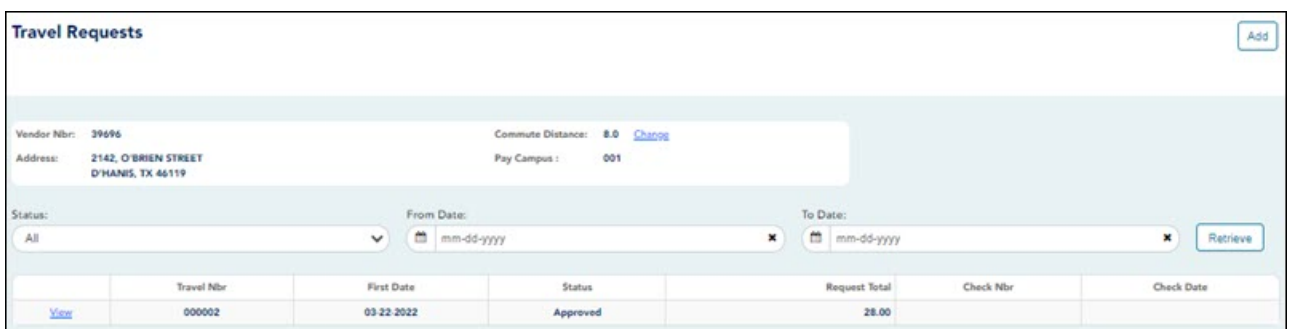 Travel Requests
Add
Vendor Nbr: 39696 Commute Distance: 8.0 Change
Address: 2142, O'BRIEN STREET Pay Campus : 001
D'HANIS, TX 46119
Status: From Date: To Date:
All mm-dd-yyyy mm-dd-yyyy Retrieve
Travel Nbr First Date Status Request Total Check Nbr Check Date
View 000002 03-22-2022 Approved 28.00